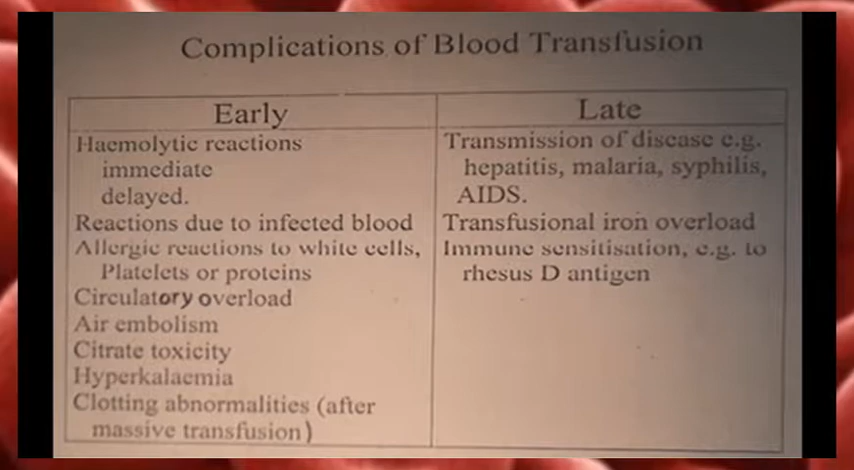 Complications of Blood Transfusion
Early
Haemolytic reactions
immediate
delayed.
Reactions due to infected blood
Allergic reactions to white cells,
Platelets or proteins
Circulatory overload
Air embolism
Citrate toxicity
Hyperkalaemia
Clotting abnormalities (after
massive transfusion)
Late
Transmission of disease e.g.
hepatitis, malaria, syphilis,
AIDS.
Transfusional iron overload
Immune sensitisation, e.g. to
rhesus D antigen